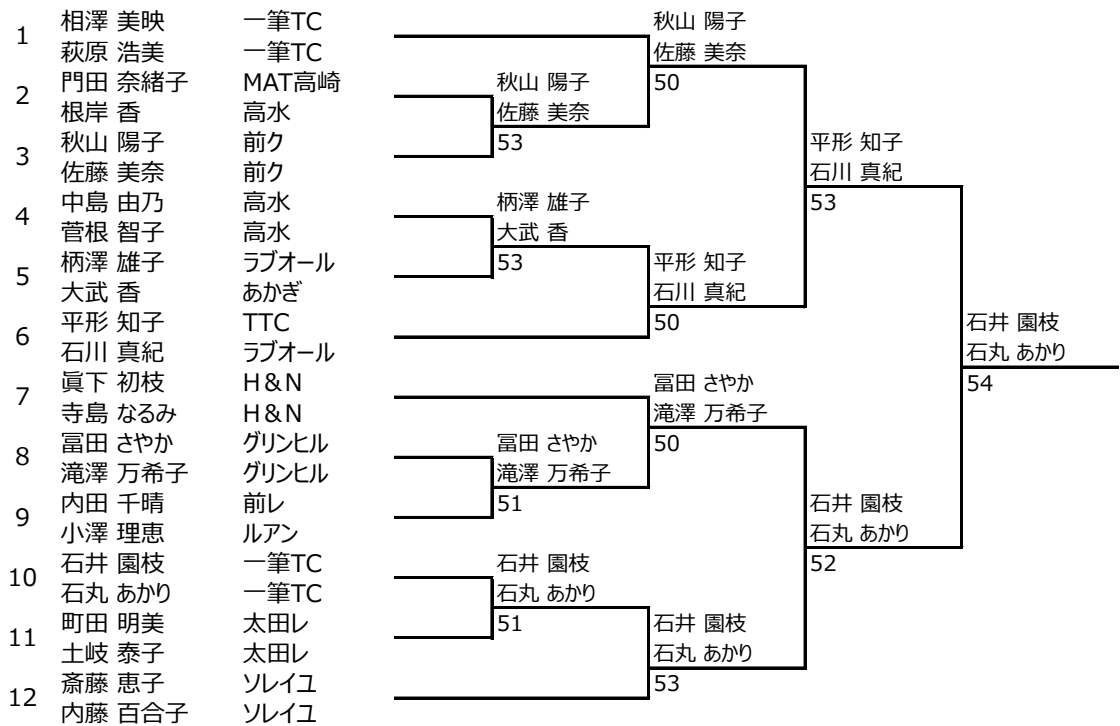 1 相澤 美映 一筆TC
萩原 浩美 一筆TC
2 門田 奈緒子 MAT高崎
根岸 香 高水
3 秋山 陽子 前ク
佐藤 美奈 前ク
4 中島 由乃 高水
菅根 智子 高水
5 柄澤 雄子 ラブオール
大武 香 あかぎ
6 平形 知子 TTC
石川 真紀 ラブオール
7 眞下 初枝 H&N
寺島 なるみ H&N
8 冨田 さやか グリンヒル
滝澤 万希子 グリンヒル
9 内田 千晴 前レ
小澤 理恵 ルアン
10 石井 園枝 一筆TC
石丸 あかり 一筆TC
11 町田 明美 太田レ
土岐 泰子 太田レ
12 斎藤 恵子 ソレイユ
内藤 百合子 ソレイユ
秋山 陽子
佐藤 美奈
53
柄澤 雄子
大武 香
53
冨田 さやか
滝澤 万希子
51
石井 園枝
石丸 あかり
51
秋山 陽子
佐藤 美奈
50
平形 知子
石川 真紀
50
冨田 さやか
滝澤 万希子
50
石井 園枝
石丸 あかり
53
平形 知子
石川 真紀
53
石井 園枝
石丸 あかり
52
石井 園枝
石丸 あかり
54